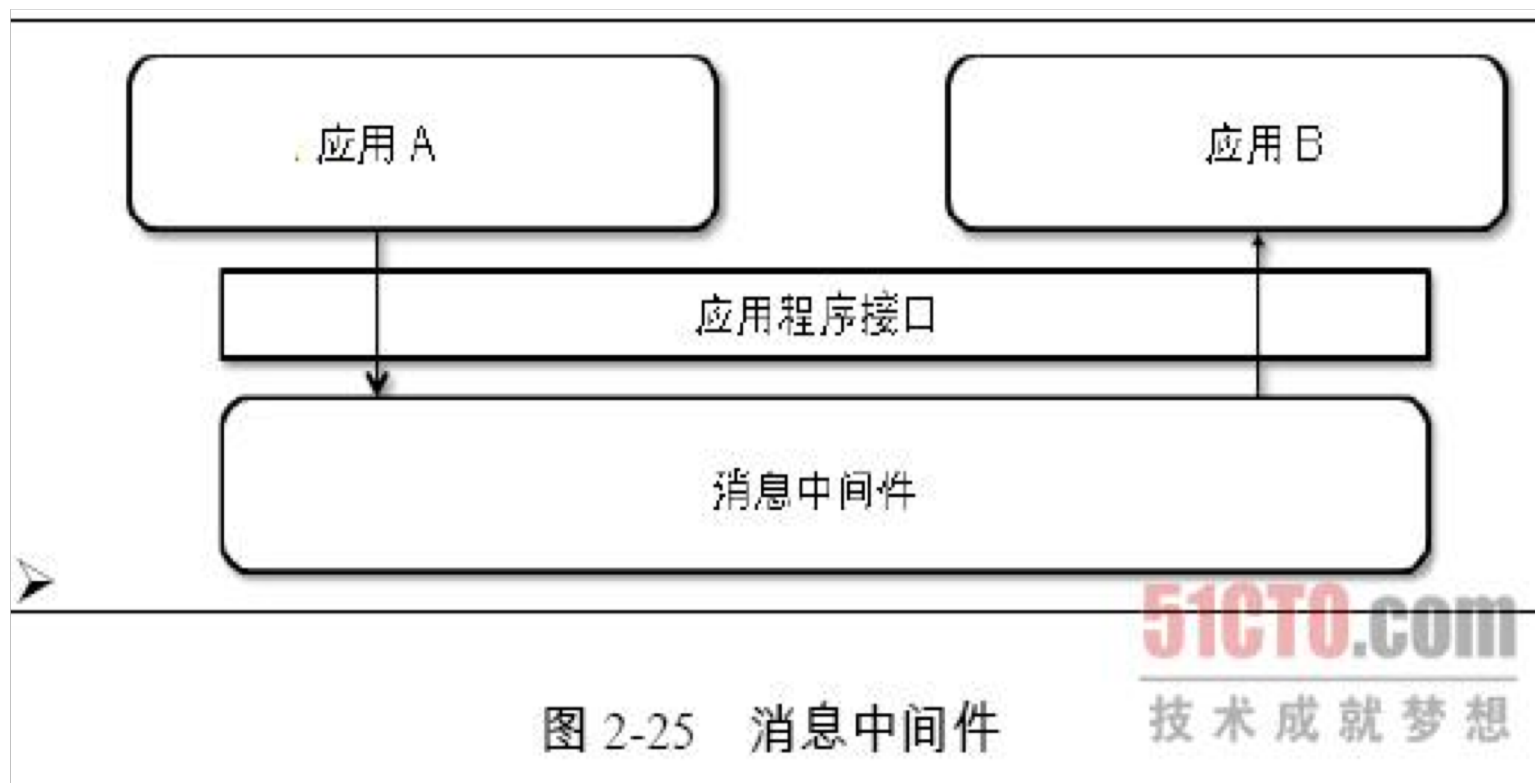 应用 A
应用 B
应用程序接口
消息中间件
51CTO.com
技术成就梦想
图 2-25 消息中间件